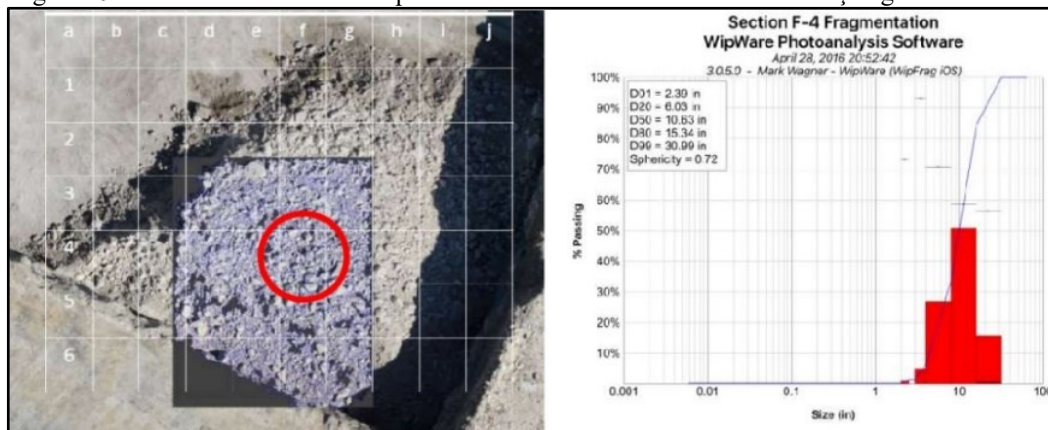 a b c d e f g h i J
1
2
3
4
5
6
Section F-4 Fragmentation
WipWare Photoanalysis Software
April 28, 2016 20:52:42
3.0.5.0 - Mark Wagner - WipWare (WipFrag iOS)
D01 = 2.39 in
D20 = 6.03 in
D50 = 10.63 in
D80 = 15.34 in
D99 = 30.99 in
Sphericity = 0.72
100%
90%
80%
70%
60%
50%
40%
30%
20%
10%
% Passing
0.001 0.01 0.1 1 10 100
Size (in)